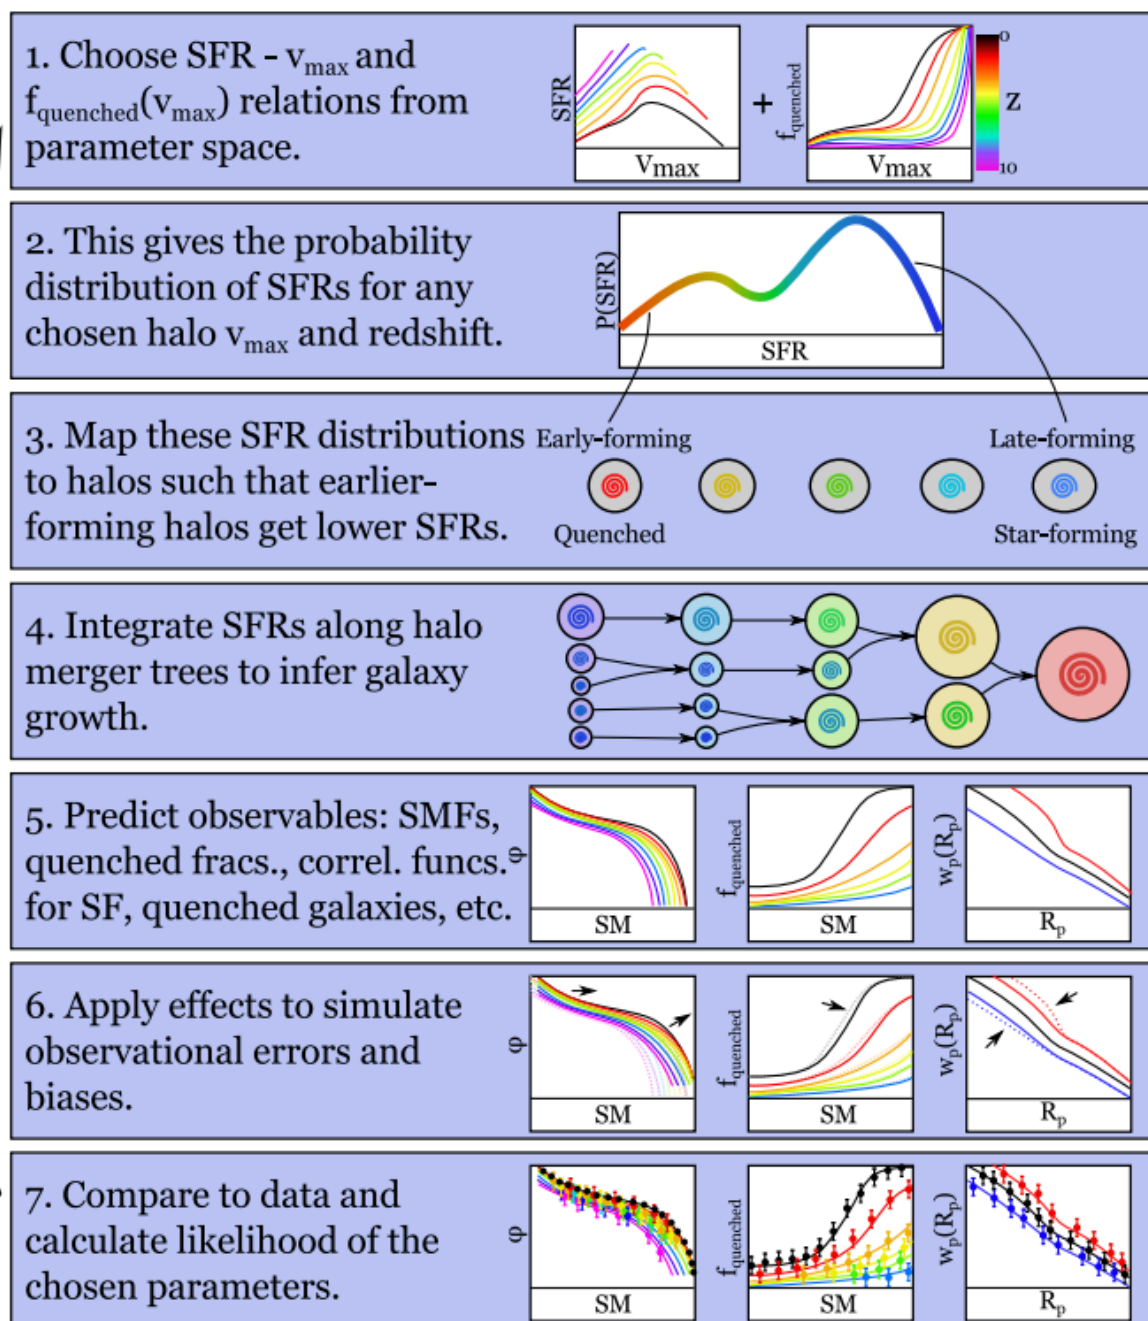 1. Choose SFR - vmax and
fquenched(vmax) relations from
parameter space.
SFR
Vmax
+
fquenched
Vmax
0
Z
10
2. This gives the probability
distribution of SFRs for any
chosen halo vmax and redshift.
P(SFR)
SFR
3. Map these SFR distributions
to halos such that earlier-
forming halos get lower SFRs.
Early-forming
Late-forming
Quenched
Star-forming
4. Integrate SFRs along halo
merger trees to infer galaxy
growth.
5. Predict observables: SMFs,
quenched fracs., correl. funcs.
for SF, quenched galaxies, etc.
φ
SM
fquenched
SM
wp(Rp)
Rp
6. Apply effects to simulate
observational errors and
biases.
φ
SM
fquenched
SM
wp(Rp)
Rp
7. Compare to data and
calculate likelihood of the
chosen parameters.
φ
SM
fquenched
SM
wp(Rp)
Rp